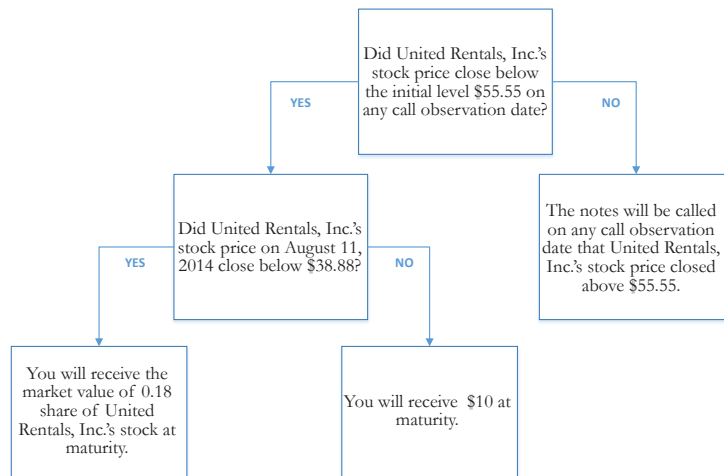 Did United Rentals, Inc.'s
stock price close below
the initial level $55.55 on
any call observation date?
YES
NO
Did United Rentals, Inc.'s
stock price on August 11,
2014 close below $38.88?
The notes will be called
on any call observation
date that United Rentals,
Inc.'s stock price closed
above $55.55.
YES
NO
You will receive the
market value of 0.18
share of United
Rentals, Inc.'s stock at
maturity.
You will receive $10 at
maturity.